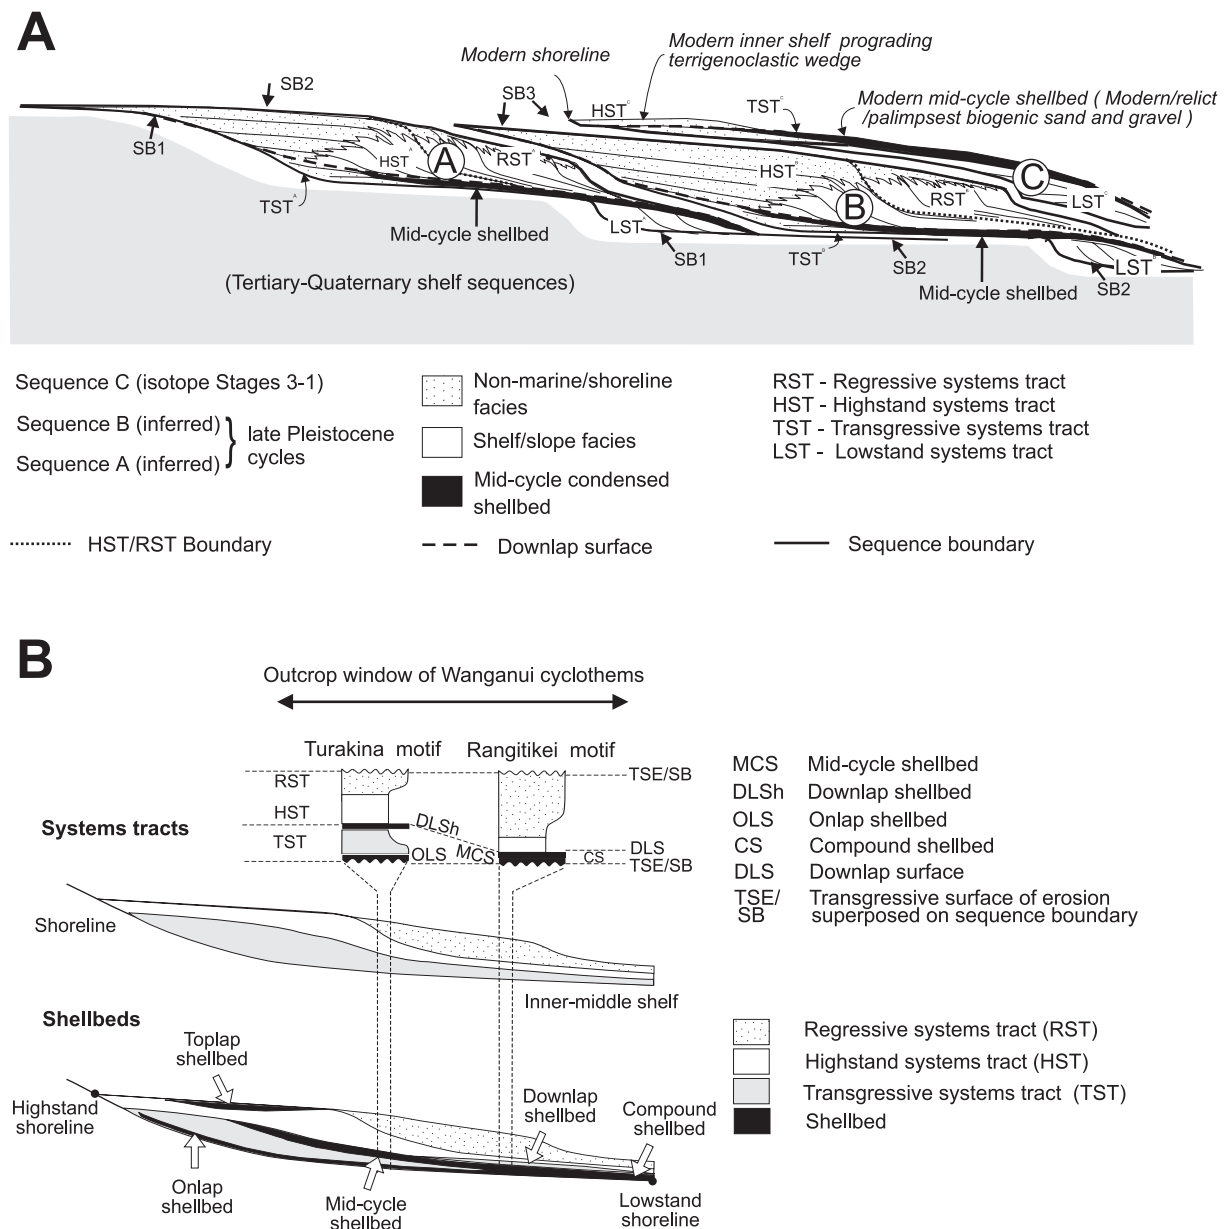 A
Modern shoreline
Modern inner shelf prograding
terrigenoclastic wedge
SB2
SB3
HST^C
TST^C
Modern mid-cycle shellbed ( Modern/relict
/palimpsest biogenic sand and gravel )
SB1
HST^A
A
RST^A
HST^B
B
RST^B
C
LST^C
TST^A
Mid-cycle shellbed
LST^A
SB1
TST^B
SB2
Mid-cycle shellbed
LST^B
SB2
(Tertiary-Quaternary shelf sequences)
Sequence C (isotope Stages 3-1)
Sequence B (inferred)
Sequence A (inferred)
late Pleistocene
cycles
Non-marine/shoreline
facies
Shelf/slope facies
Mid-cycle condensed
shellbed
RST - Regressive systems tract
HST - Highstand systems tract
TST - Transgressive systems tract
LST - Lowstand systems tract
HST/RST Boundary
Downlap surface
Sequence boundary
B
Outcrop window of Wanganui cyclothems
Turakina motif
Rangitikei motif
RST
HST
TST
Systems tracts
DLSh
OLS
MCS
CS
TSE/SB
DLS
TSE/SB
MCS Mid-cycle shellbed
DLSh Downlap shellbed
OLS Onlap shellbed
CS Compound shellbed
DLS Downlap surface
TSE/ Transgressive surface of erosion
SB superposed on sequence boundary
Shoreline
Inner-middle shelf
Shellbeds
Toplap
shellbed
Highstand
shoreline
Onlap
shellbed
Mid-cycle
shellbed
Downlap
shellbed
Compound
shellbed
Lowstand
shoreline
Regressive systems tract (RST)
Highstand systems tract (HST)
Transgressive systems tract (TST)
Shellbed